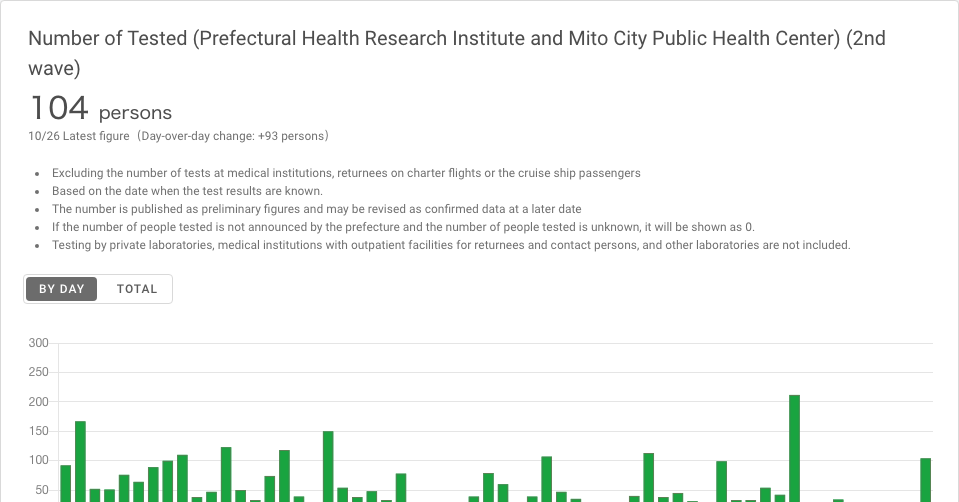 Number of Tested (Prefectural Health Research Institute and Mito City Public Health Center) (2nd
wave)
104 persons
10/26 Latest figure（Day-over-day change: +93 persons）
• Excluding the number of tests at medical institutions, returnees on charter flights or the cruise ship passengers
• Based on the date when the test results are known.
• The number is published as preliminary figures and may be revised as confirmed data at a later date
• If the number of people tested is not announced by the prefecture and the number of people tested is unknown, it will be shown as 0.
• Testing by private laboratories, medical institutions with outpatient facilities for returnees and contact persons, and other laboratories are not included.
BY DAY TOTAL
300
250
200
150
100
50